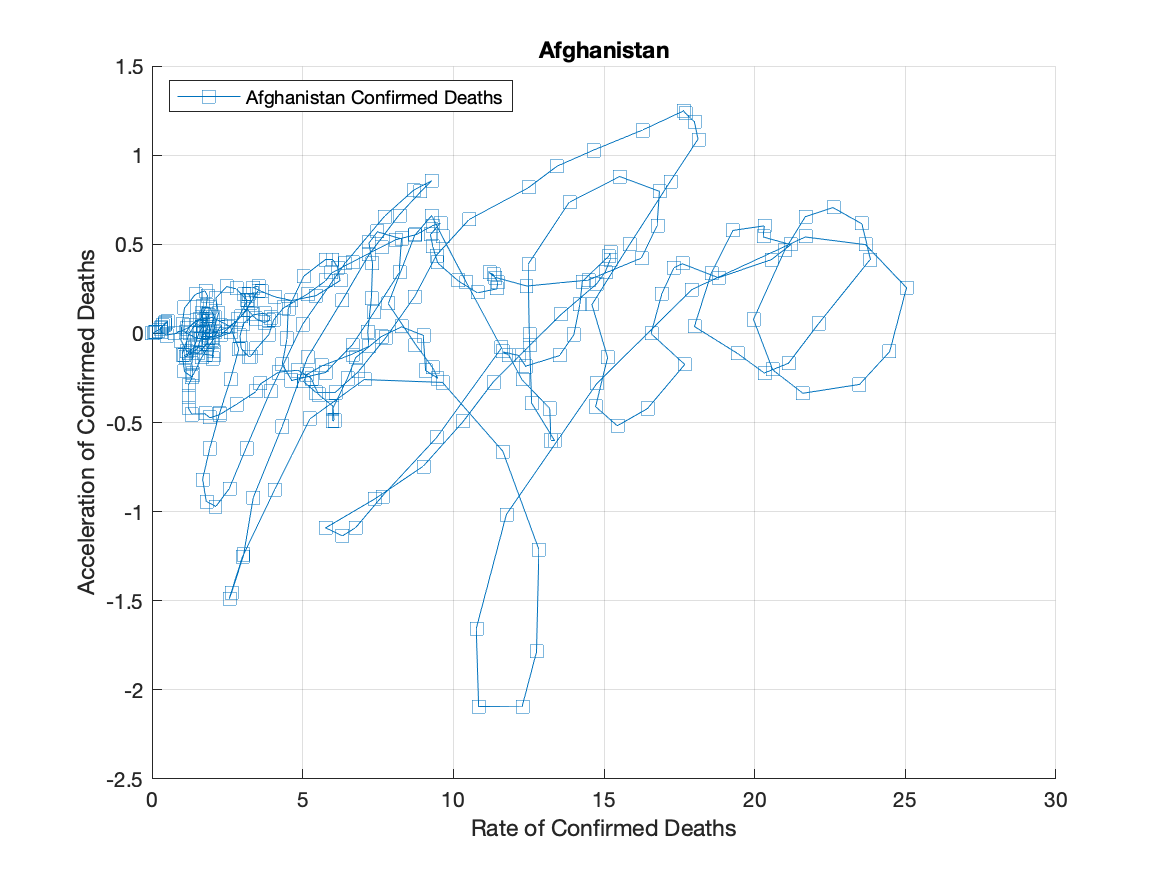 Afghanistan
Afghanistan Confirmed Deaths
1.5
1
0.5
0
-0.5
-1
-1.5
-2
-2.5
0 5 10 15 20 25 30
Acceleration of Confirmed Deaths
Rate of Confirmed Deaths